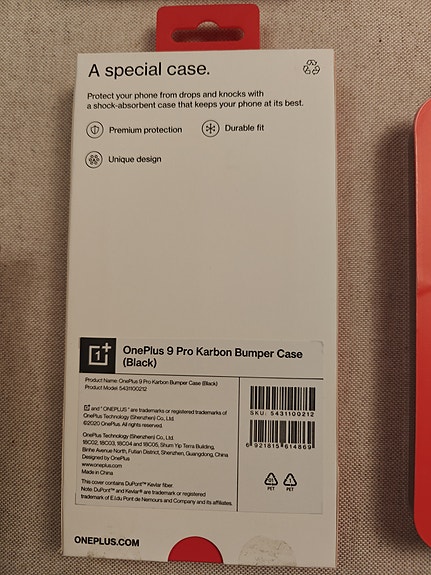 A special case.
Protect your phone from drops and knocks with
a shock-absorbent case that keeps your phone at its best.
Premium protection
Durable fit
Unique design
1+
OnePlus 9 Pro Karbon Bumper Case
(Black)
Product Name: OnePlus 9 Pro Karbon Bumper Case (Black)
Product Model: 5431100212
1+ and " ONEPLUS " are trademarks or registered trademarks of
OnePlus Technology (Shenzhen) Co., Ltd.
©2020 OnePlus. All rights reserved.
OnePlus Technology (Shenzhen) Co., Ltd.
18C02, 18C03, 18C04 and 18C05, Shum Yip Terra Building,
Binhe Avenue North, Futian District, Shenzhen, Guangdong, China
Designed by OnePlus
www.oneplus.com
Made in China
This cover contains DuPont™ Kevlar fiber.
Note: DuPont™ and Kevlar® are trademark or registered
trademark of E.I.du Pont de Nemours and Company and its affiliates.
SKU: 5431100212
6 921815 614869
01
PET
1
PET
ONEPLUS.COM